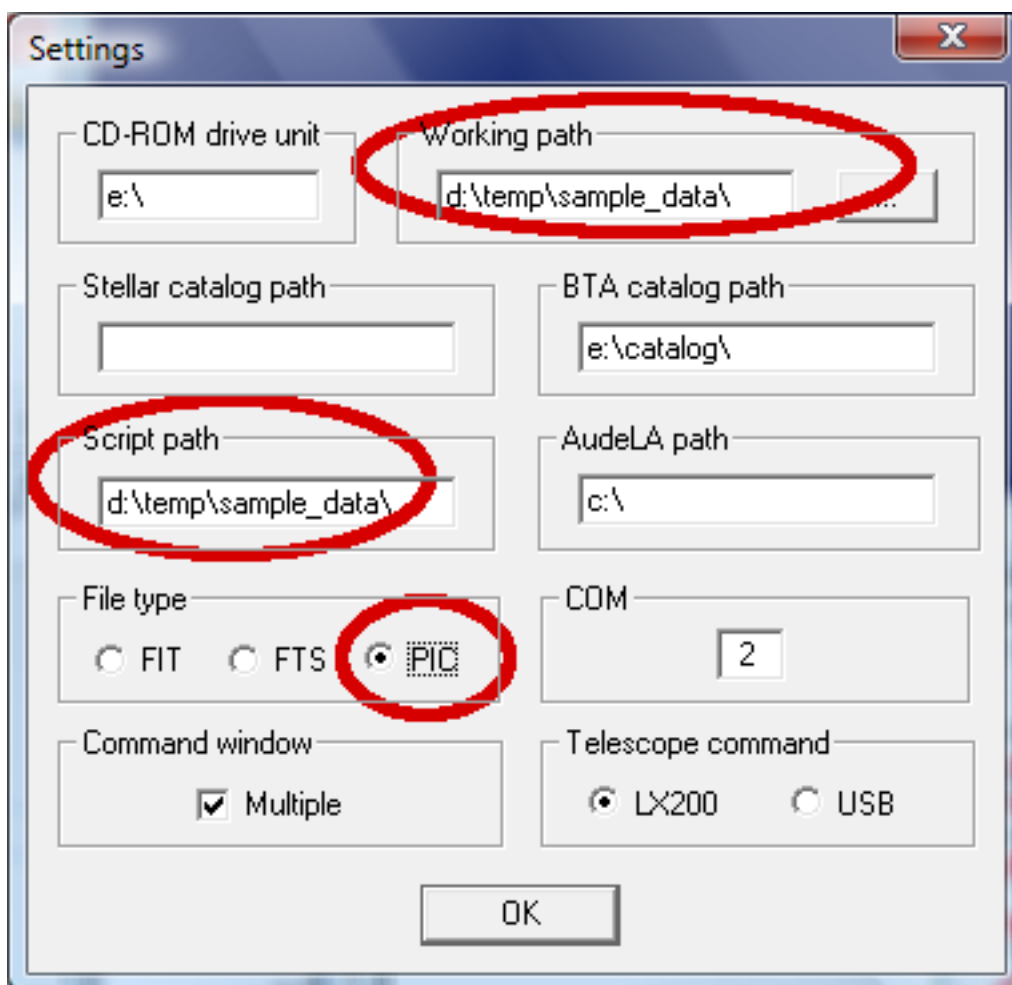 Settings
CD-ROM drive unit
Working path
e:\
d:\temp\sample_data\
...
Stellar catalog path
BTA catalog path
e:\catalog\
Script path
AudeLA path
d:\temp\sample_data\
c:\
File type
COM
FIT
FTS
PIC
2
Command window
Telescope command
Multiple
LX200
USB
OK